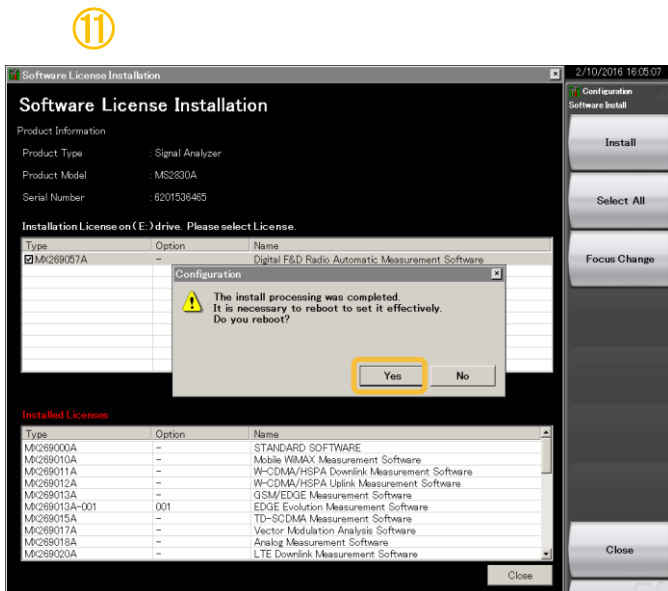 ⑪
Software License Installation
2/10/2016 16:05:07
Configuration
Software Install
Software License Installation
Product Information
Product Type : Signal Analyzer
Product Model : MS2830A
Serial Number : 6201536465
Installation License on (E:) drive. Please select License.
Type Option Name
MX269057A - Digital F&D Radio Automatic Measurement Software
Configuration
The install processing was completed.
It is necessary to reboot to set it effectively.
Do you reboot?
Yes No
Installed Licenses
Type Option Name
MX269000A - STANDARD SOFTWARE
MX269010A - Mobile WiMAX Measurement Software
MX269011A - W-CDMA/HSPA Downlink Measurement Software
MX269012A - W-CDMA/HSPA Uplink Measurement Software
MX269013A - GSM/EDGE Measurement Software
MX269013A-001 001 EDGE Evolution Measurement Software
MX269015A - TD-SCDMA Measurement Software
MX269017A - Vector Modulation Analysis Software
MX269018A - Analog Measurement Software
MX269020A - LTE Downlink Measurement Software
Close
Install
Select All
Focus Change
Close